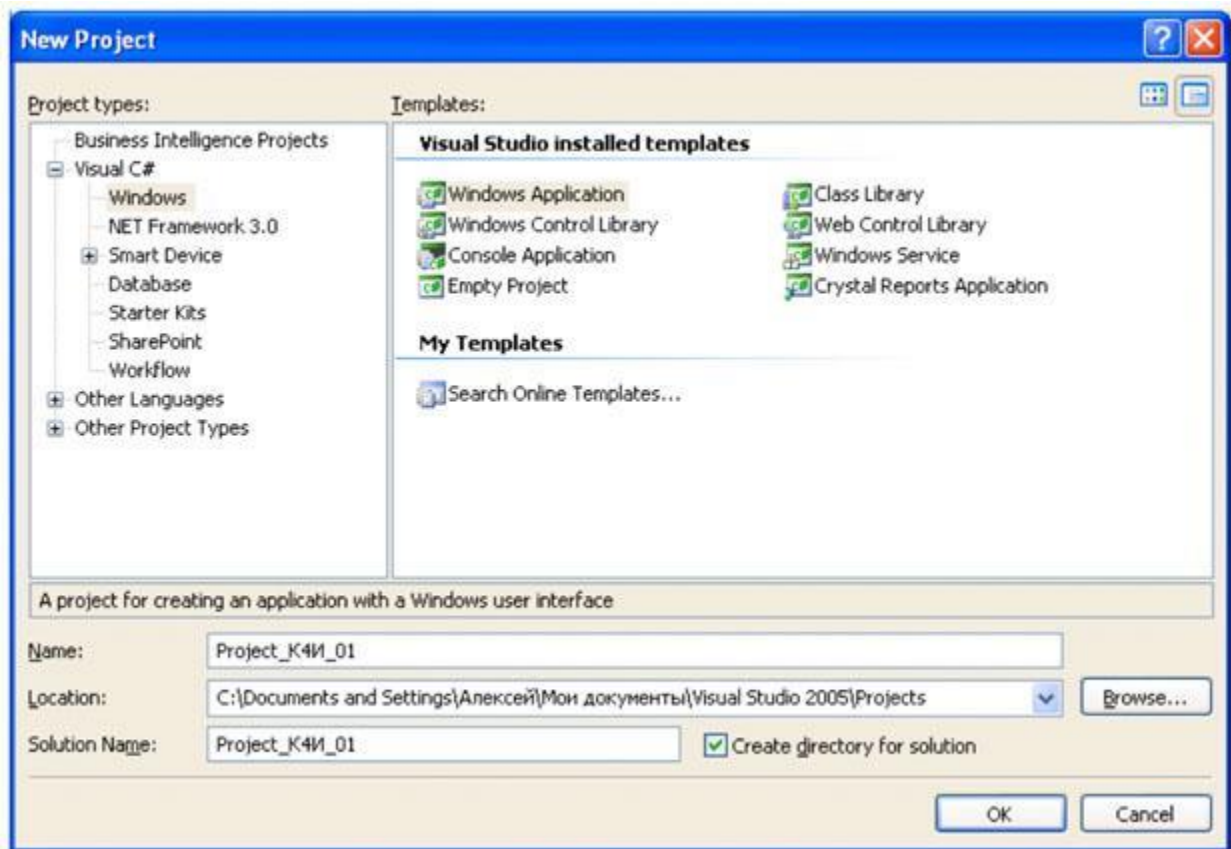 New Project
Project types:
Templates:
Business Intelligence Projects
Visual C#
Windows
NET Framework 3.0
Smart Device
Database
Starter Kits
SharePoint
Workflow
Other Languages
Other Project Types
Visual Studio installed templates
Windows Application
Class Library
Windows Control Library
Web Control Library
Console Application
Windows Service
Empty Project
Crystal Reports Application
My Templates
Search Online Templates...
A project for creating an application with a Windows user interface
Name:
Project_К4И_01
Location:
C:\Documents and Settings\Алексей\Мои документы\Visual Studio 2005\Projects
Browse...
Solution Name:
Project_К4И_01
Create directory for solution
OK
Cancel